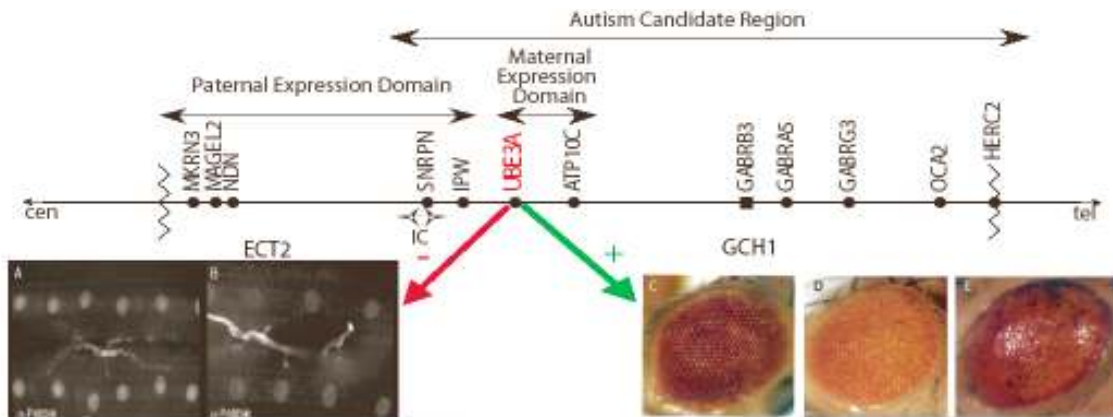 Autism Candidate Region
Paternal Expression Domain
Maternal
Expression
Domain
MKRN3
MAGEL2
NDN
SNRPN
IPW
UBE3A
ATP10C
GABRB3
GABRA5
GABRG3
OCA2
HERC2
cen
tel
IC
ECT2
-
+
GCH1
A
B
C
D
E